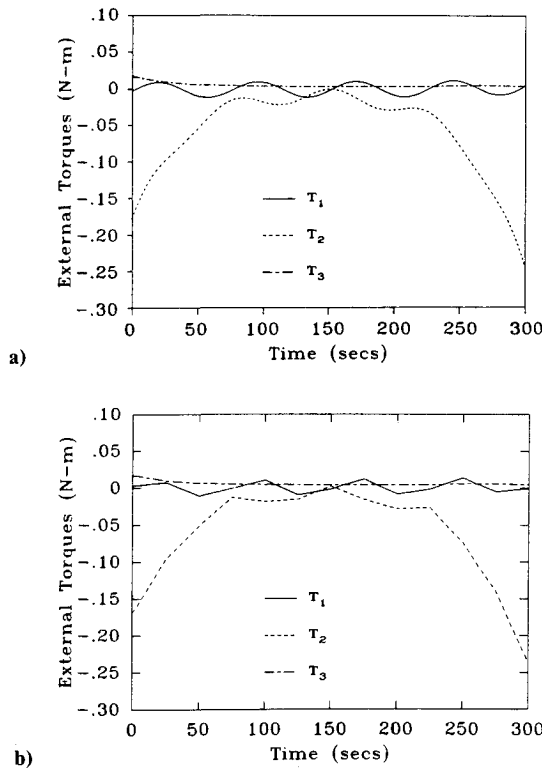 .10
.05
0
-.05
-.10
-.15
-.20
-.25
-.30
External Torques (N-m)
T₁
T₂
T₃
0 50 100 150 200 250 300
Time (secs)
a)
.10
.05
0
-.05
-.10
-.15
-.20
-.25
-.30
External Torques (N-m)
T₁
T₂
T₃
0 50 100 150 200 250 300
Time (secs)
b)